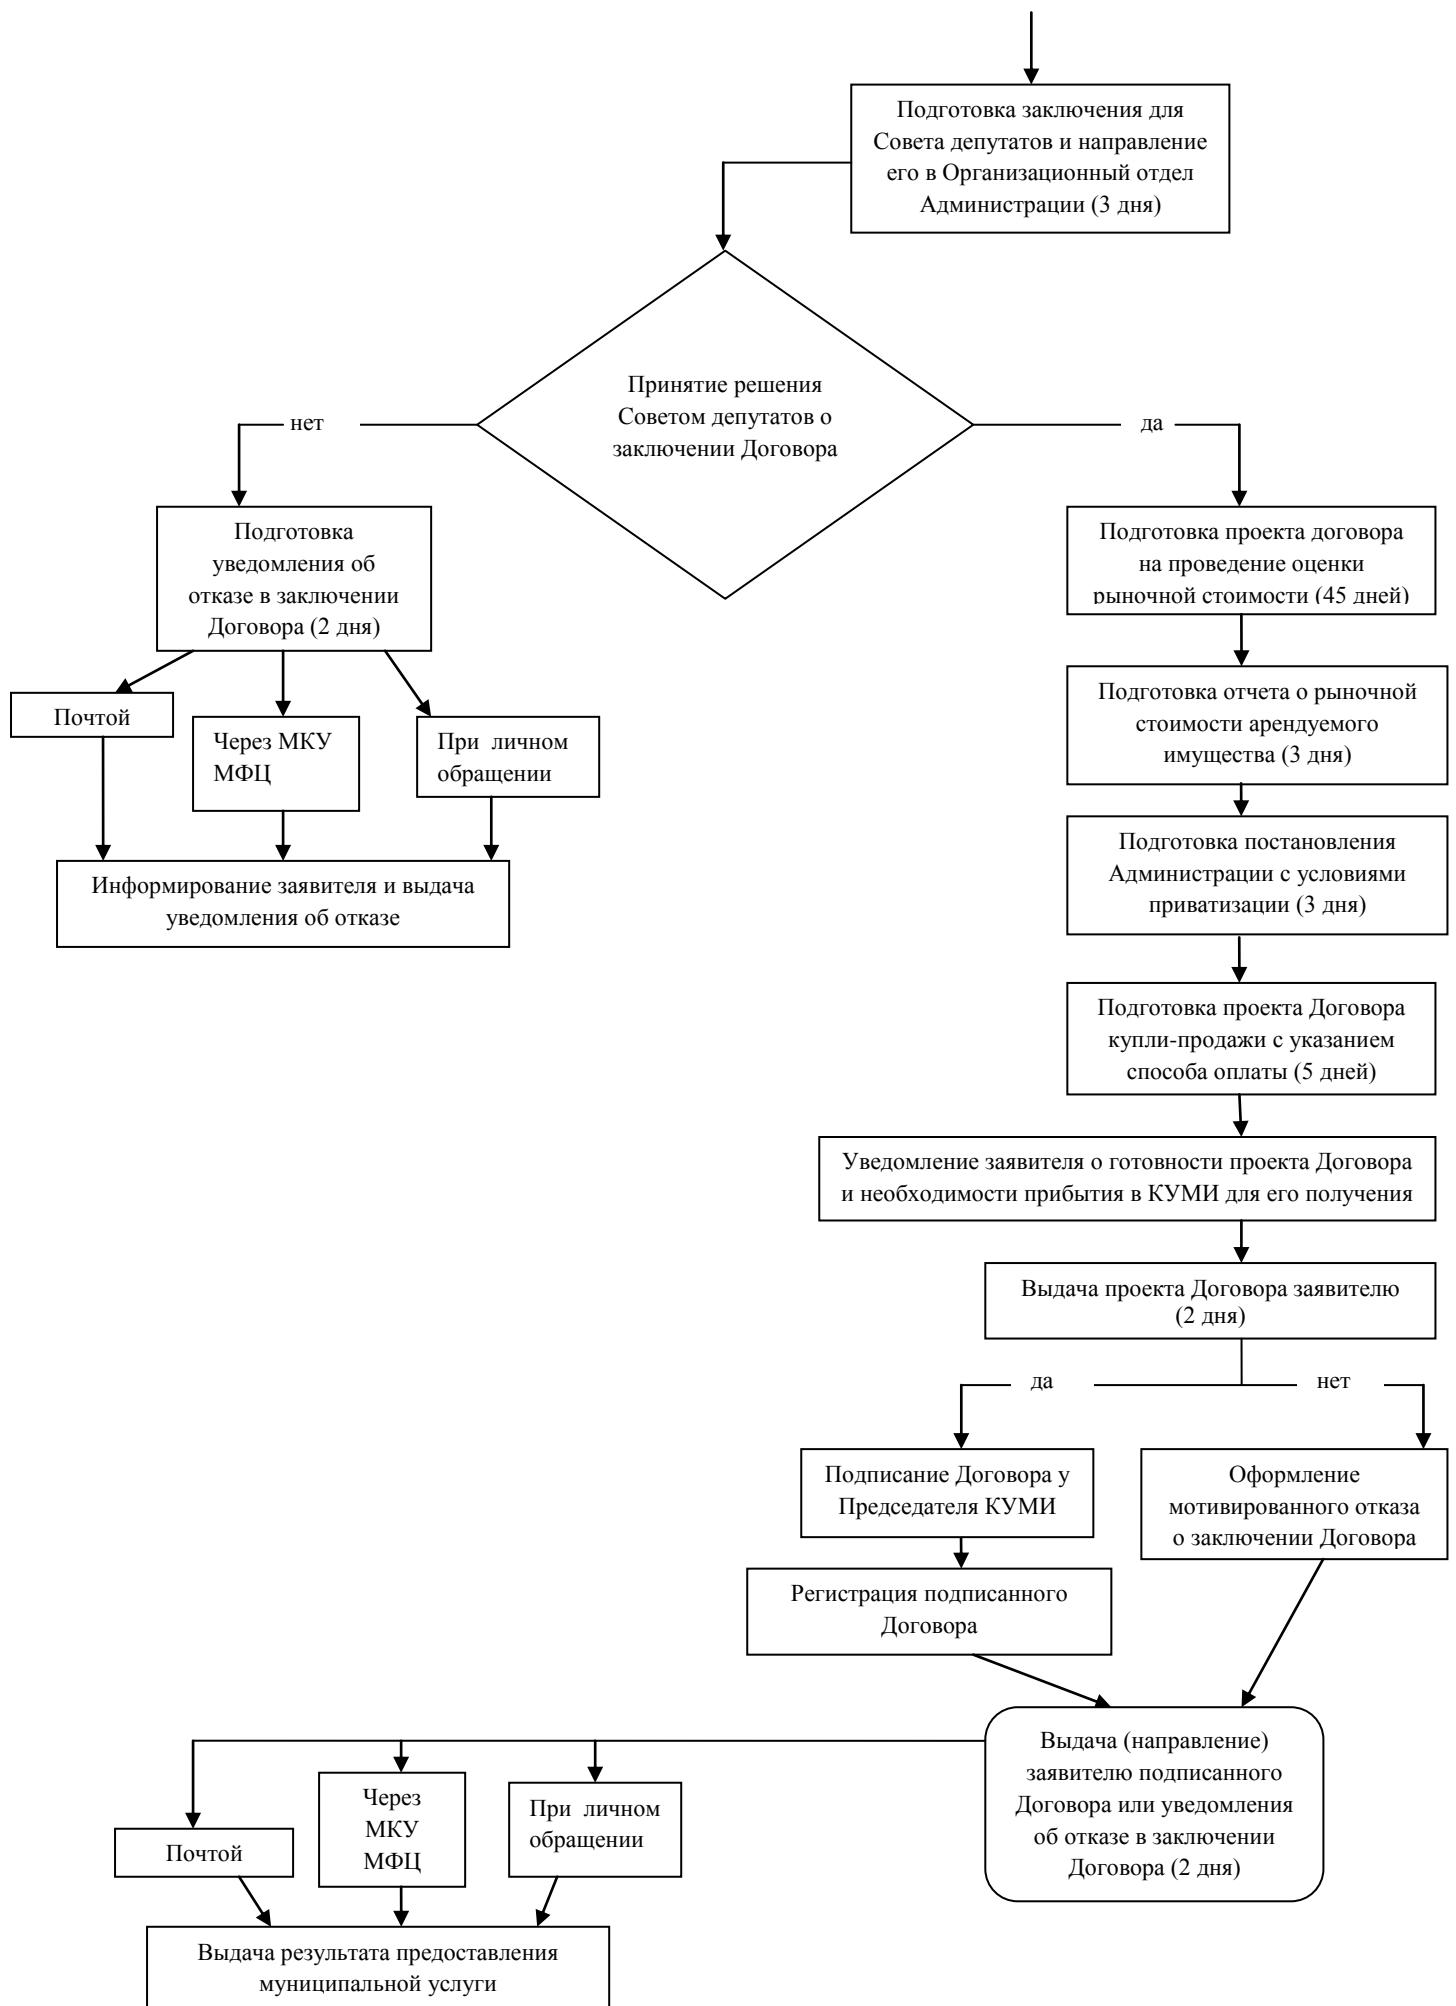 Подготовка заключения для
Совета депутатов и направление
его в Организационный отдел
Администрации (3 дня)
Принятие решения
Советом депутатов о
заключении Договора
нет
да
Подготовка
уведомления об
отказе в заключении
Договора (2 дня)
Подготовка проекта договора
на проведение оценки
рыночной стоимости (45 дней)
Почтой
Через МКУ
МФЦ
При личном
обращении
Информирование заявителя и выдача
уведомления об отказе
Подготовка отчета о рыночной
стоимости арендуемого
имущества (3 дня)
Подготовка постановления
Администрации с условиями
приватизации (3 дня)
Подготовка проекта Договора
купли-продажи с указанием
способа оплаты (5 дней)
Уведомление заявителя о готовности проекта Договора
и необходимости прибытия в КУМИ для его получения
Выдача проекта Договора заявителю
(2 дня)
да
нет
Подписание Договора у
Председателя КУМИ
Оформление
мотивированного отказа
о заключении Договора
Регистрация подписанного
Договора
Выдача (направление)
заявителю подписанного
Договора или уведомления
об отказе в заключении
Договора (2 дня)
Почтой
Через
МКУ
МФЦ
При личном
обращении
Выдача результата предоставления
муниципальной услуги